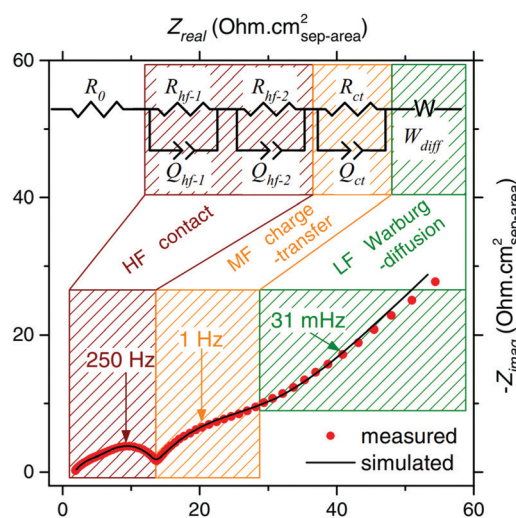 Z_real (Ohm.cm²_sep-area)
R_0 R_hf-1 R_hf-2 R_ct W
Q_hf-1 Q_hf-2 Q_ct W_diff
HF contact
MF charge
-transfer
LF Warburg
-diffusion
60
40
20
0
250 Hz
1 Hz
31 mHz
measured
simulated
0 20 40 60
-Z_imag (Ohm.cm²_sep-area)